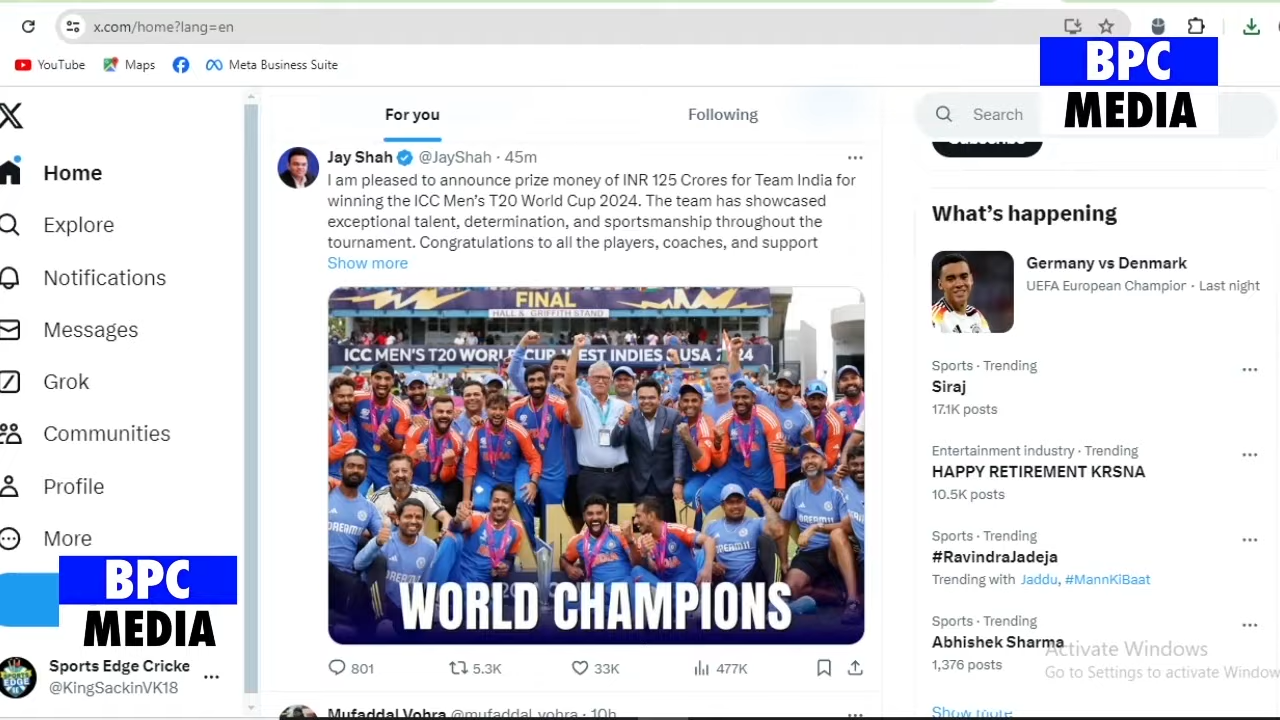 x.com/home?lang=en
YouTube
Maps
Meta Business Suite
BPC
MEDIA
Home
Explore
Notifications
Messages
Grok
Communities
Profile
More
BPC
MEDIA
Sports Edge Cricke
@KingSackinVK18
For you
Following
Jay Shah @JayShah · 45m
I am pleased to announce prize money of INR 125 Crores for Team India for
winning the ICC Men's T20 World Cup 2024. The team has showcased
exceptional talent, determination, and sportsmanship throughout the
tournament. Congratulations to all the players, coaches, and support
Show more
FINAL
HALL & GRIFFITH STAND
ICC MEN'S T20 WORLD CUP WEST INDIES & USA 2024
DREAM11
DREAM11
DREAM11
DREAM11
WORLD CHAMPIONS
801
5.3K
33K
477K
Mufaddal Vohra @mufaddal_vohra · 10h
Search
What's happening
Germany vs Denmark
UEFA European Champior · Last night
Sports · Trending
Siraj
17.1K posts
Entertainment industry · Trending
HAPPY RETIREMENT KRSNA
10.5K posts
Sports · Trending
#RavindraJadeja
Trending with Jaddu, #MannKiBaat
Sports · Trending
Abhishek Sharma
1,376 posts
Activate Windows
Go to Settings to activate Window
Show more